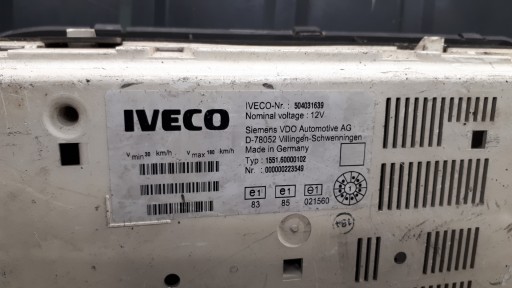 IVECO
IVECO-Nr. : 504031639
Nominal voltage : 12V
Siemens VDO Automotive AG
D-78052 Villingen-Schwenningen
Made in Germany
Typ : 1551.60000102
Nr. : 000000223549
V min 30 km/h V max 180 km/h
e1 e1 e1
83 85 021560